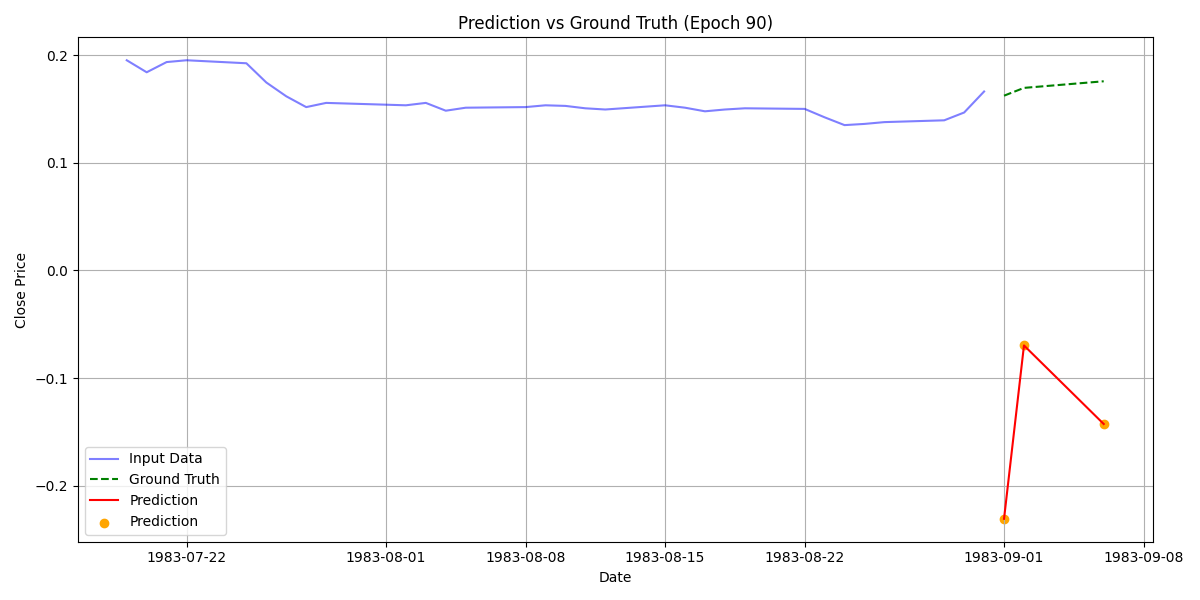 Prediction vs Ground Truth (Epoch 90)
Close Price
0.2
0.1
0.0
−0.1
−0.2
Input Data
Ground Truth
Prediction
Prediction
1983-07-22 1983-08-01 1983-08-08 1983-08-15 1983-08-22 1983-09-01 1983-09-08
Date